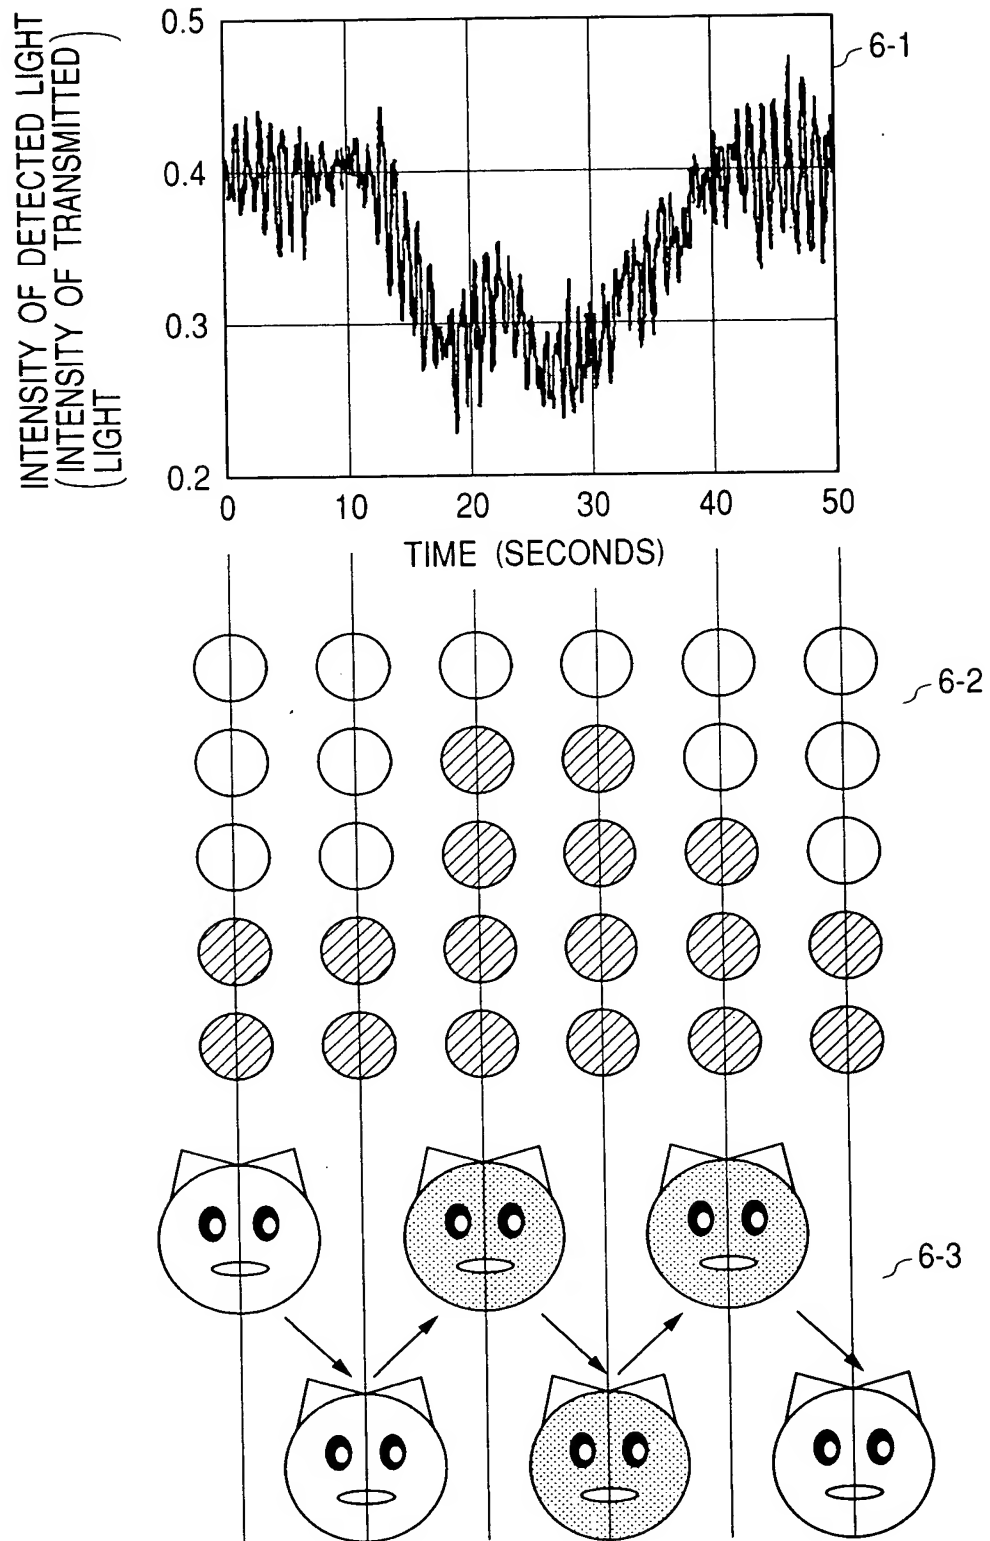 INTENSITY OF DETECTED LIGHT
(INTENSITY OF TRANSMITTED
LIGHT)
0.5
0.4
0.3
0.2
6-1
0 10 20 30 40 50
TIME (SECONDS)
6-2
6-3